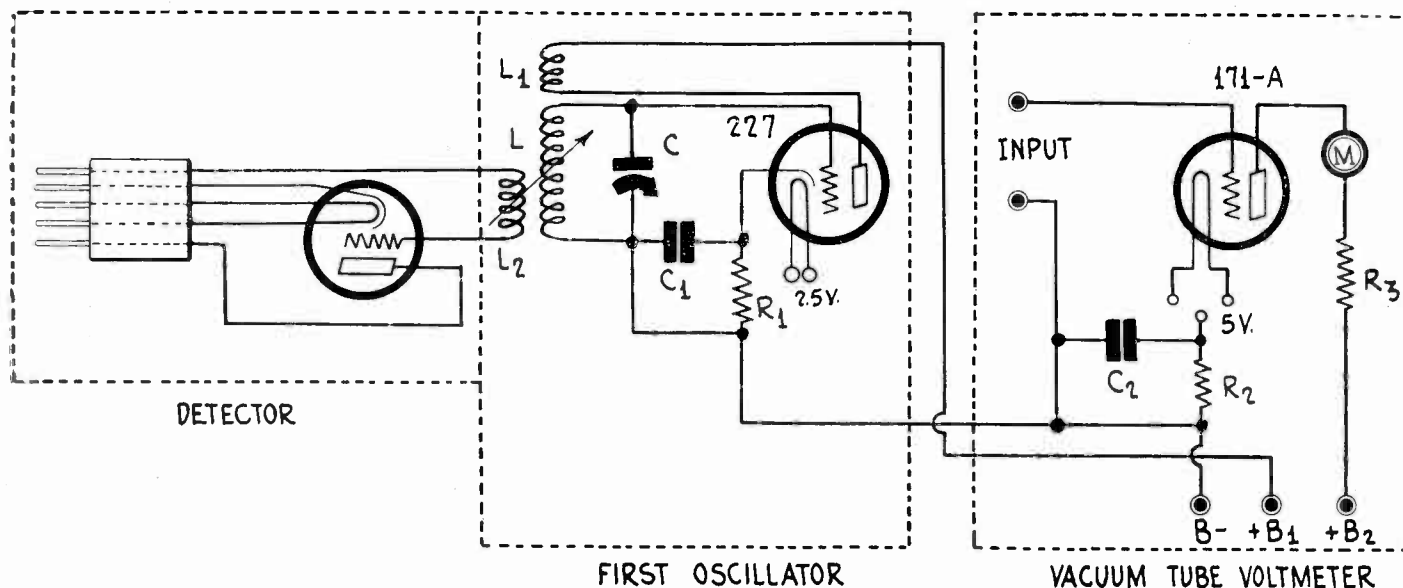 L1
171-A
227
L
C
INPUT
M
L2
C1
R1
2.5V.
R3
5V.
C2
R2
DETECTOR
B- +B1 +B2
FIRST OSCILLATOR
VACUUM TUBE VOLTMETER